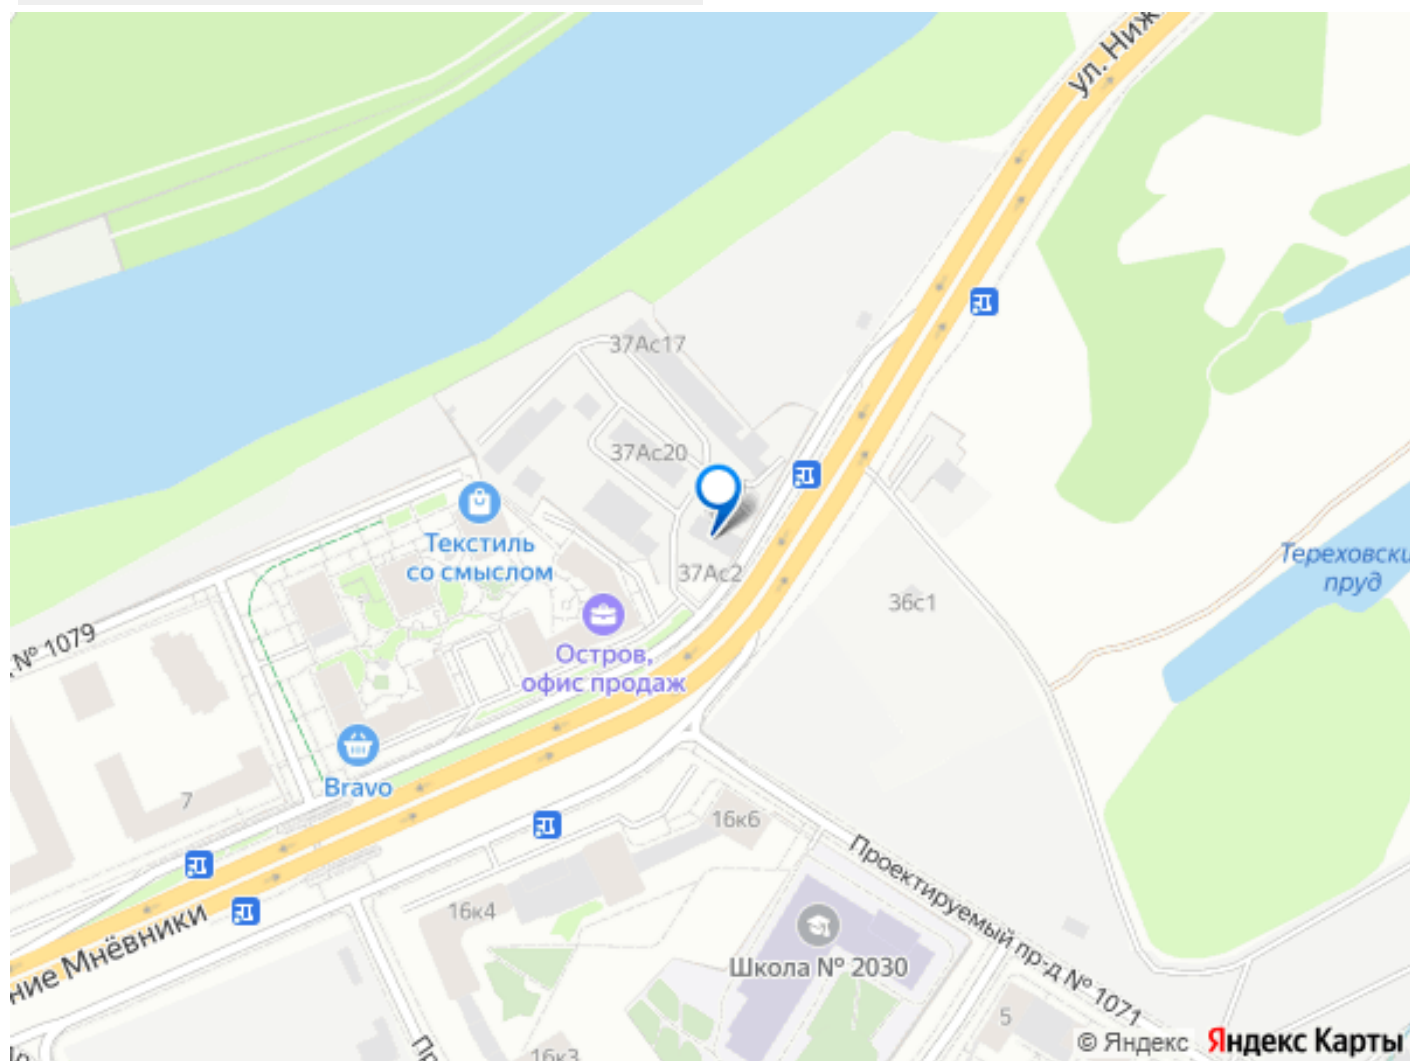 ул. Ниж
37Ас17
37Ас20
Текстиль
со смыслом
37Ас2
36с1
Тереховски
пруд
№ 1079
Остров,
офис продаж
Bravo
7
16к6
Проектируемый пр-д № 1071
16к4
ние Мнёвники
Школа № 2030
5
Пр
16к3
© Яндекс Яндекс Карты